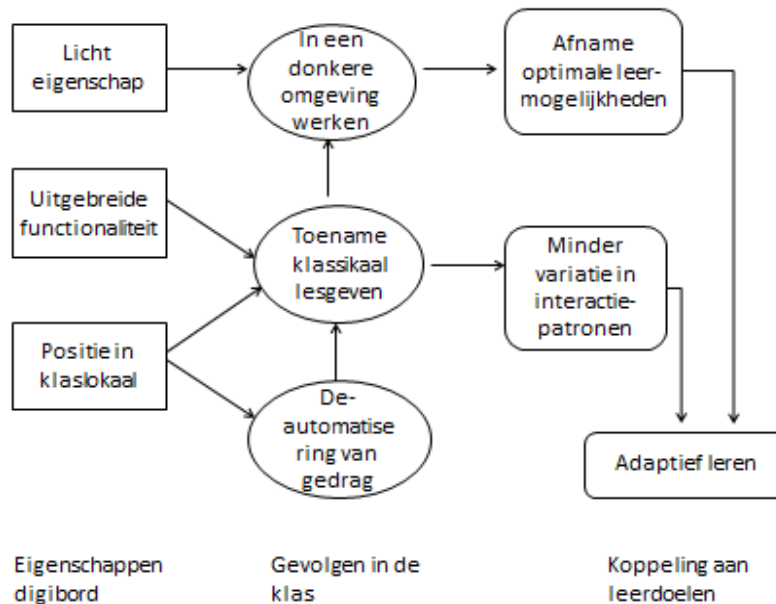 Licht
eigenschap
In een
donkere
omgeving
werken
Afname
optimale leer-
mogelijkheden
Uitgebreide
functionaliteit
Toename
klassikaal
lesgeven
Minder
variatie in
interactie-
patronen
Positie in
klaslokaal
De-
automatise
ring van
gedrag
Adaptief leren
Eigenschappen
digibord
Gevolgen in de
klas
Koppeling aan
leerdoelen